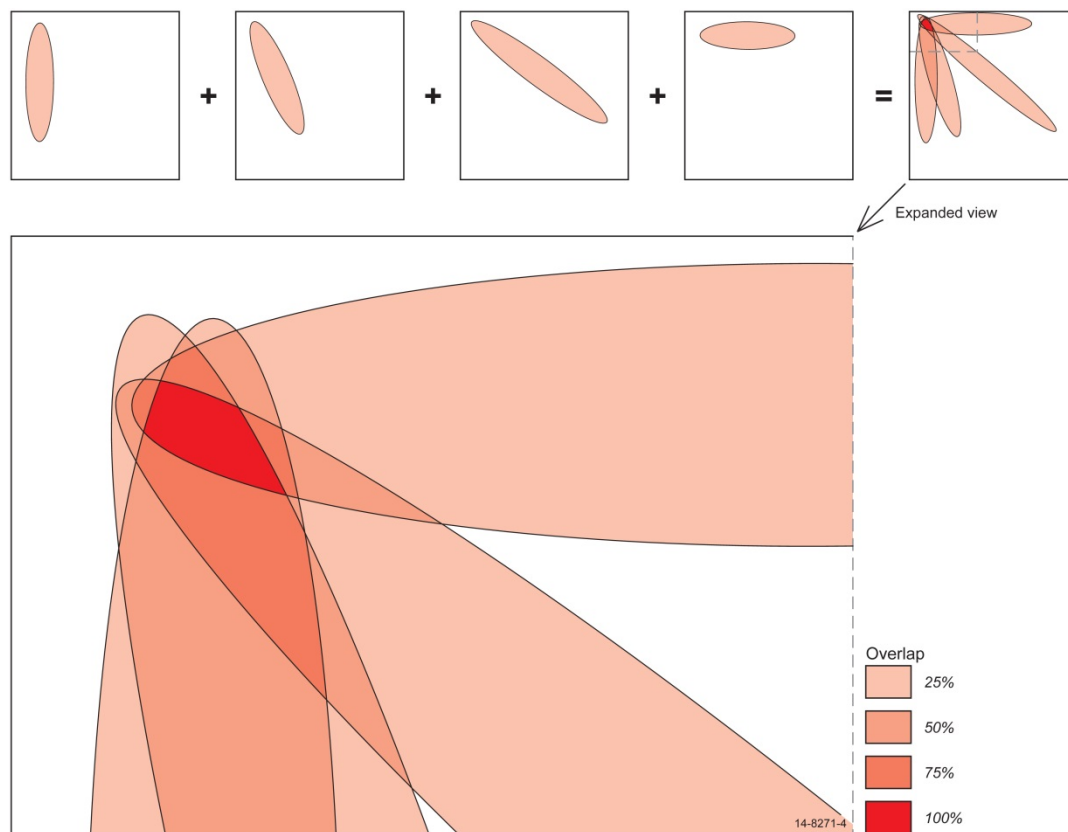 + + + =
Expanded view
Overlap
25%
50%
75%
14-8271-4
100%